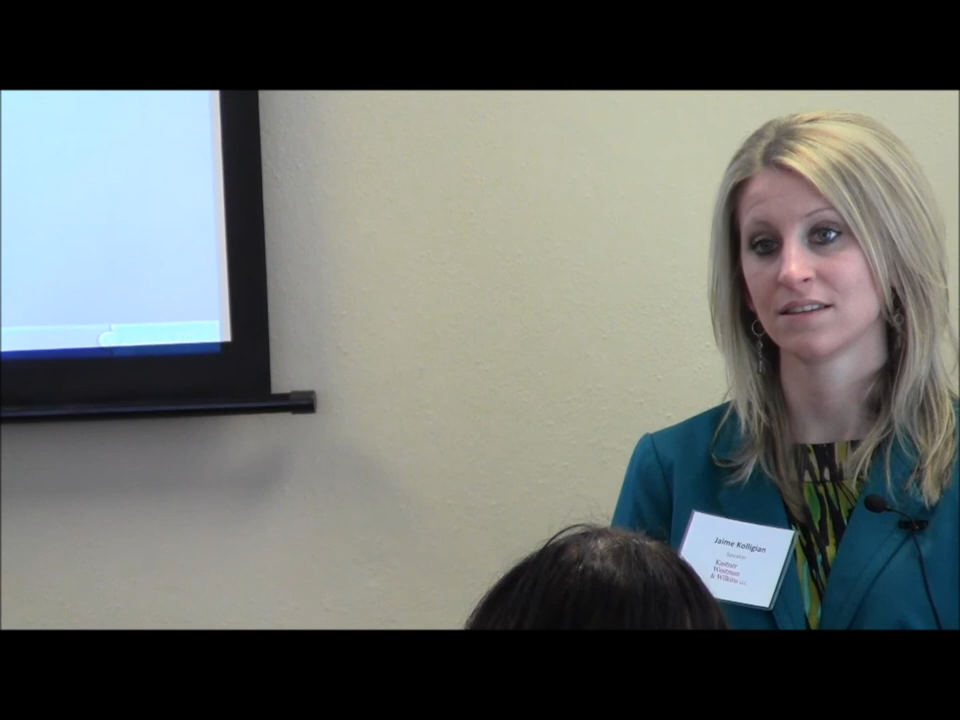 Jaime Kolligian
Speaker
Kastner
Westman
& Wilkins LLC